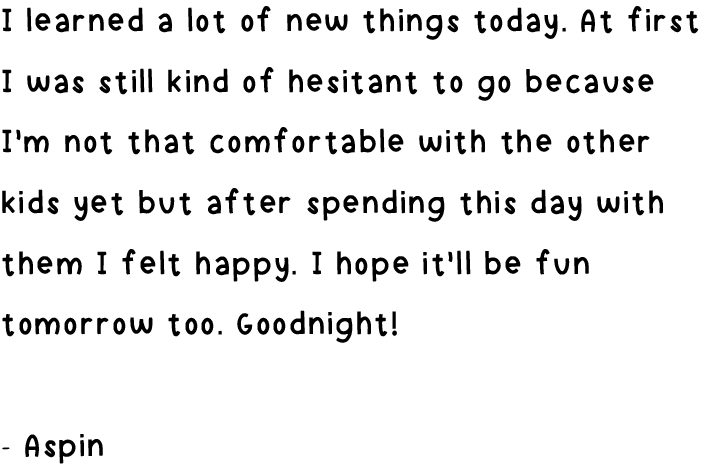 I learned a lot of new things today. At first
I was still kind of hesitant to go because
I'm not that comfortable with the other
kids yet but after spending this day with
them I felt happy. I hope it'll be fun
tomorrow too. Goodnight!
- Aspin